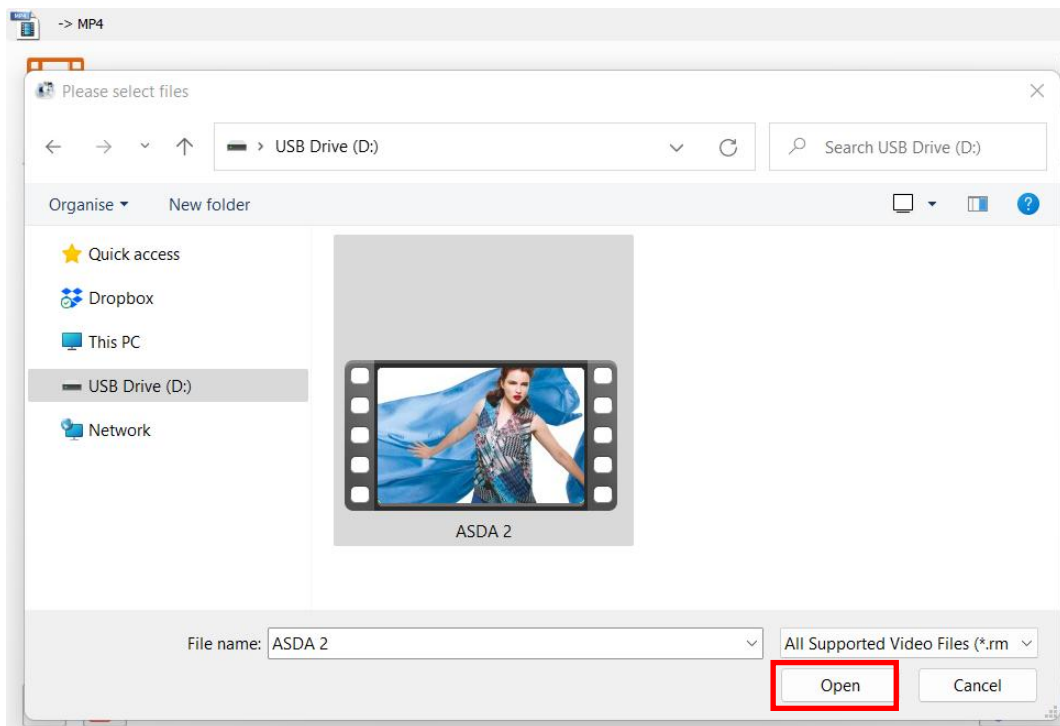 MP4
-> MP4
Please select files
USB Drive (D:)
Search USB Drive (D:)
Organise
New folder
?
Quick access
Dropbox
This PC
USB Drive (D:)
Network
ASDA 2
File name: ASDA 2
All Supported Video Files (*.rm
Open
Cancel